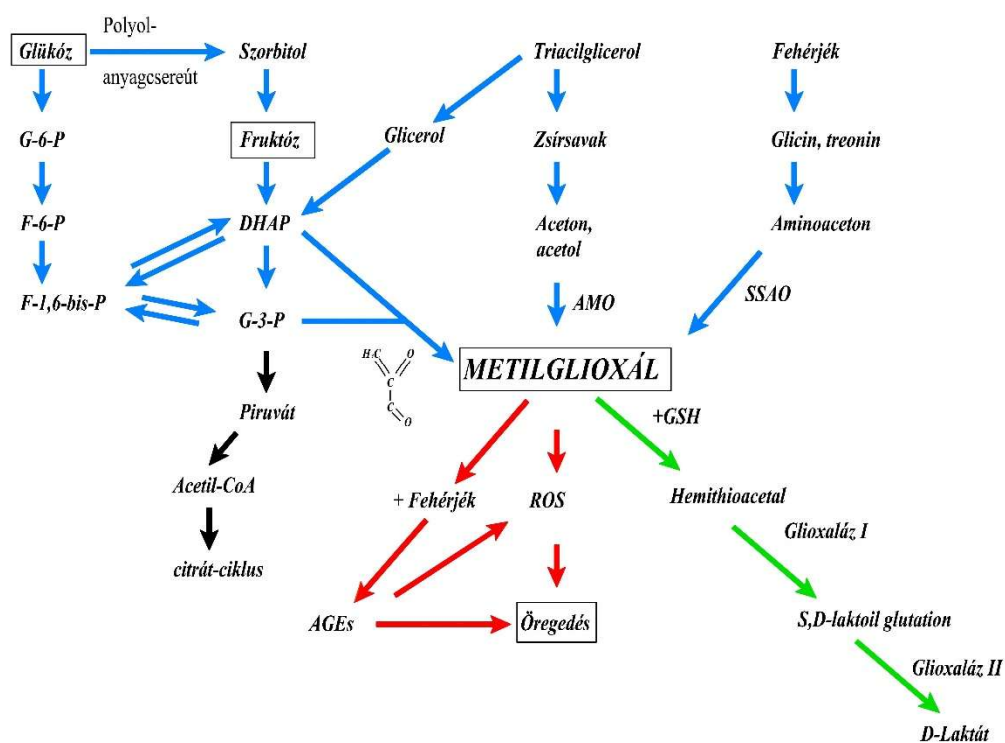 Polyol-
Glükóz
Szorbitol
Triacilglicerol
Fehérjék
anyagcsereút
G-6-P
Fruktóz
Glicerol
Zsírsavak
Glicin, treonin
F-6-P
DHAP
Aceton,
acetol
Aminoaceton
F-1,6-bis-P
G-3-P
AMO
SSAO
H₃C
O
C
C
O
METILGLIOXÁL
Piruvát
+GSH
Acetil-CoA
+ Fehérjék
ROS
Hemithioacetal
Glioxaláz I
citrát-ciklus
AGEs
Öregedés
S,D-laktoil glutation
Glioxaláz II
D-Laktát